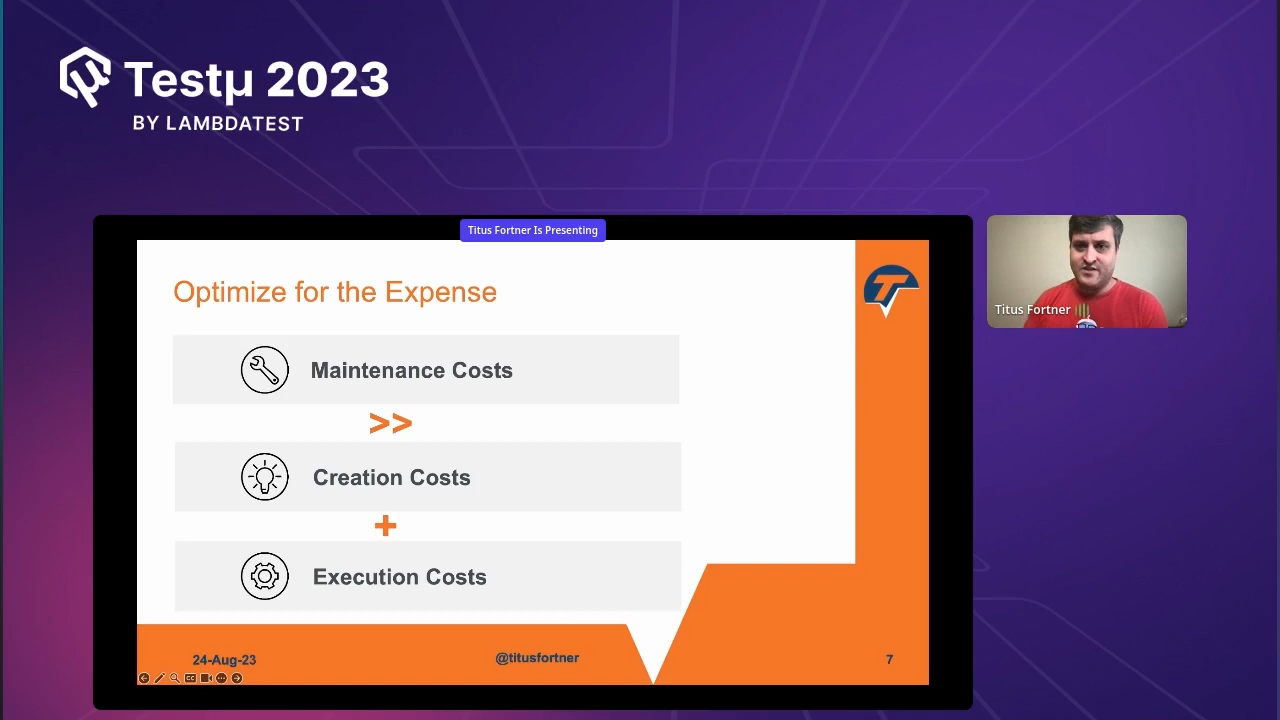 Testμ 2023
BY LAMBDATEST
Titus Fortner Is Presenting
Optimize for the Expense
Maintenance Costs
>>
Creation Costs
+
Execution Costs
24-Aug-23
@titusfortner
7
Titus Fortner